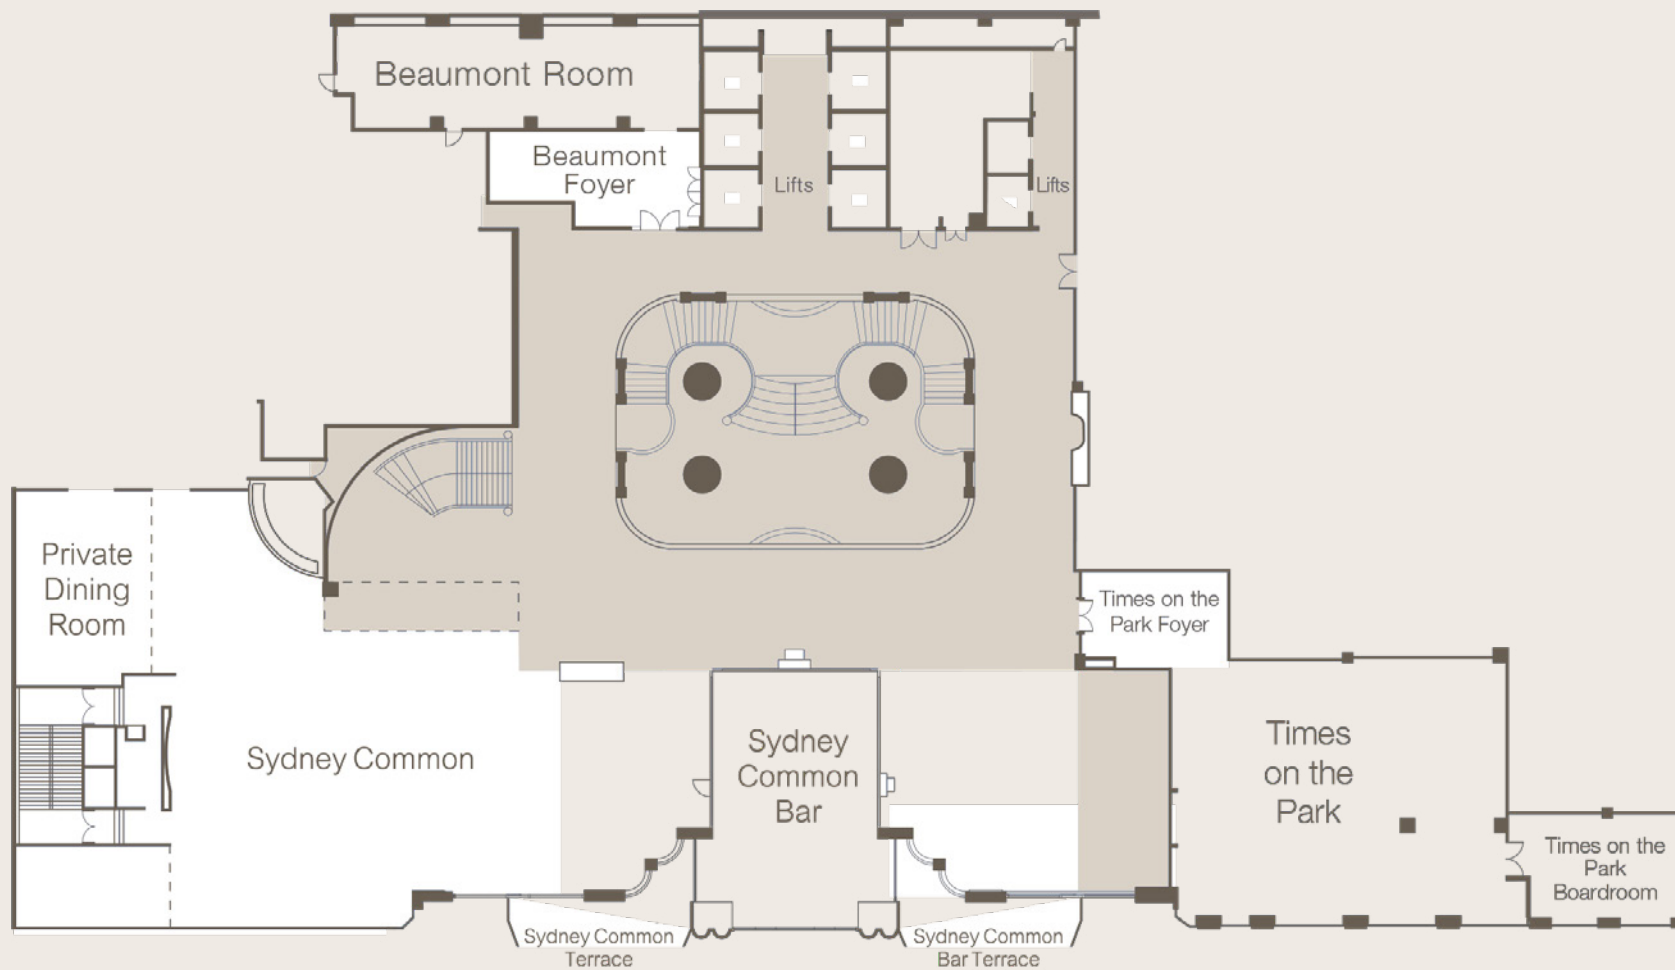 Beaumont Room
Beaumont
Foyer
Lifts
Lifts
Private
Dining
Room
Times on the
Park Foyer
Sydney Common
Sydney
Common
Bar
Times
on the
Park
Times on the
Park
Boardroom
Sydney Common
Terrace
Sydney Common
Bar Terrace